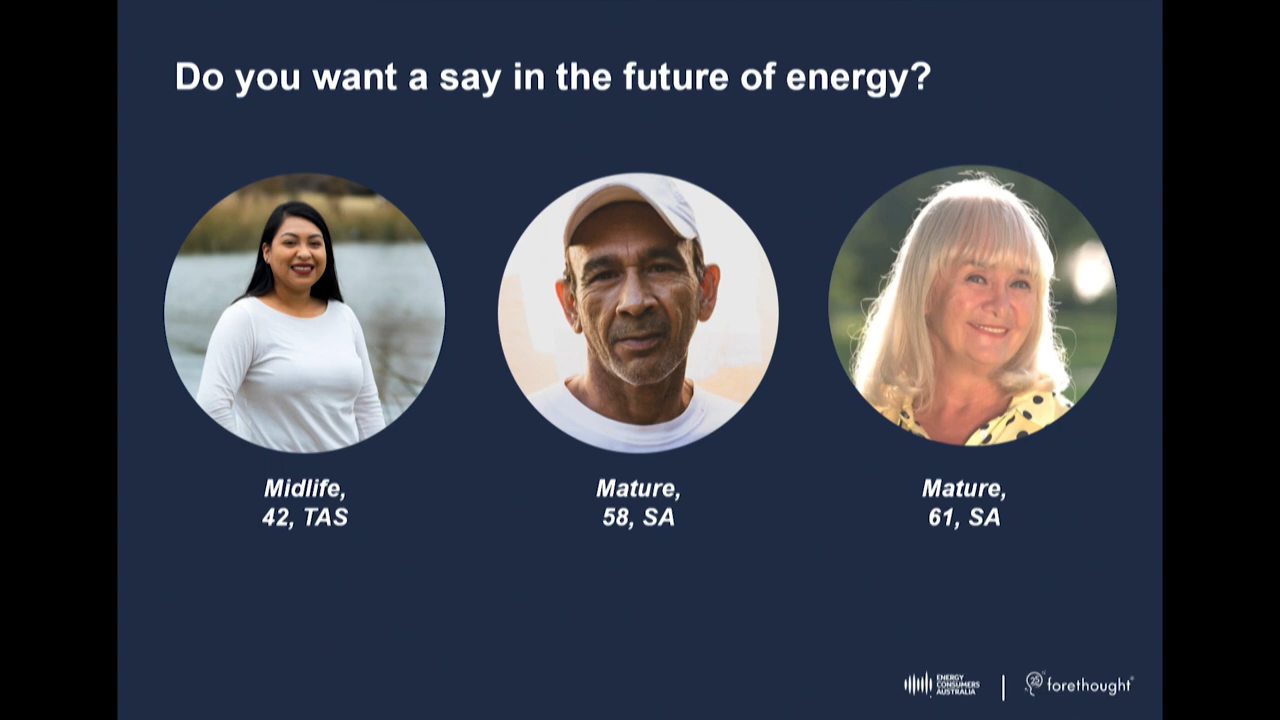 Do you want a say in the future of energy?
Midlife,
42, TAS
Mature,
58, SA
Mature,
61, SA
ENERGY
CONSUMERS
AUSTRALIA
25
forethought®